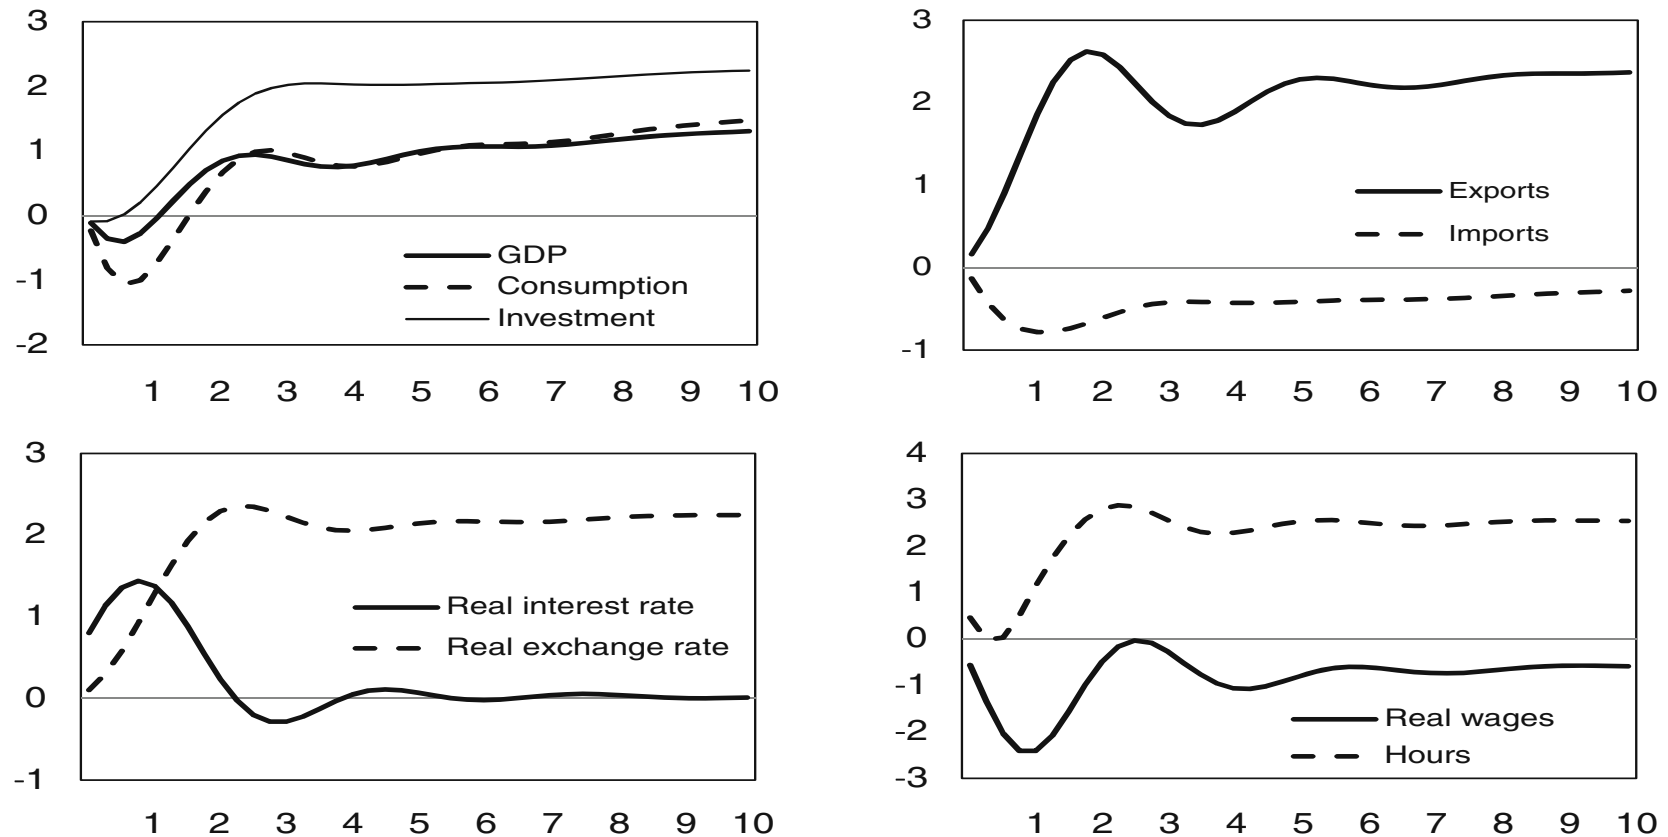 3
2
1
0
-1
-2
GDP
Consumption
Investment
1 2 3 4 5 6 7 8 9 10
3
2
1
0
-1
Exports
Imports
1 2 3 4 5 6 7 8 9 10
3
2
1
0
-1
Real interest rate
Real exchange rate
1 2 3 4 5 6 7 8 9 10
4
3
2
1
0
-1
-2
-3
Real wages
Hours
1 2 3 4 5 6 7 8 9 10